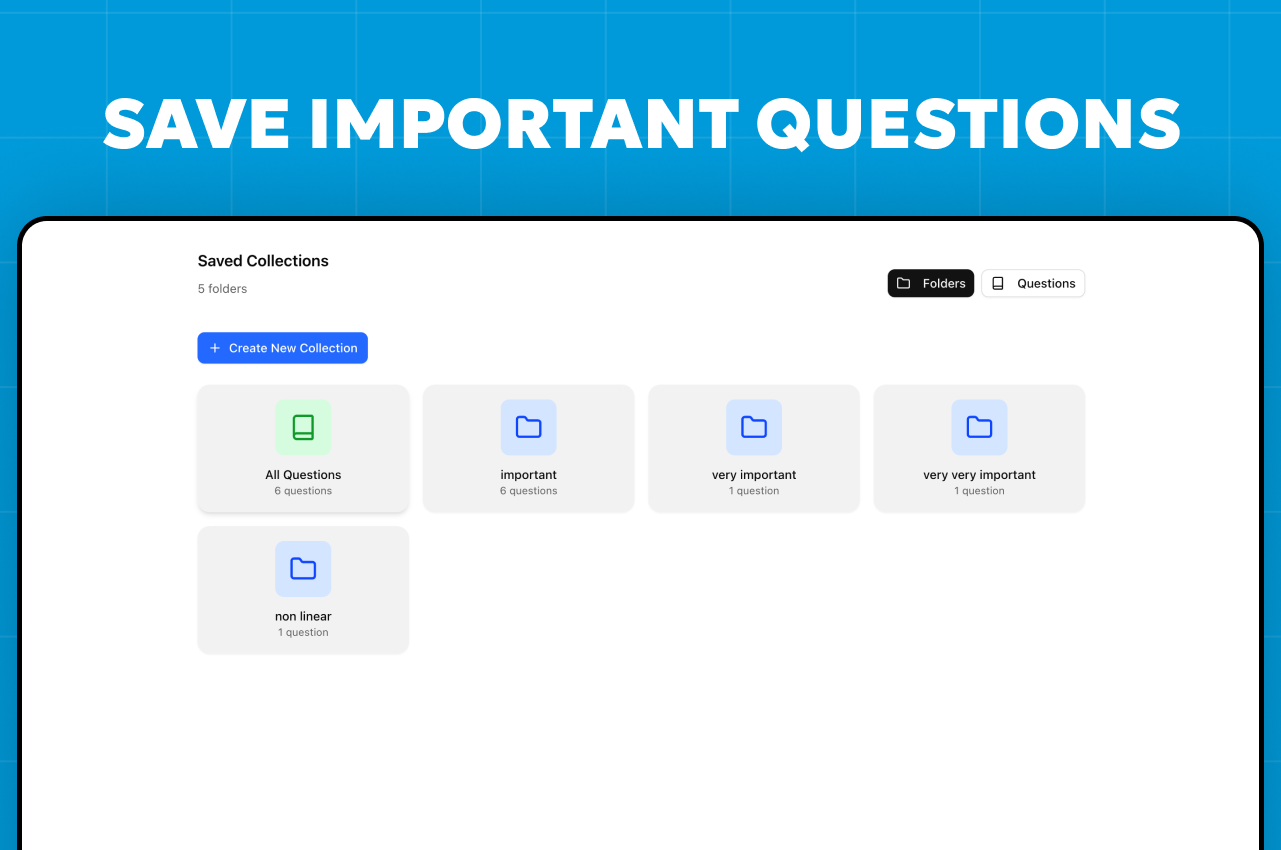 SAVE IMPORTANT QUESTIONS
Saved Collections
5 folders
Folders
Questions
Create New Collection
All Questions
6 questions
important
6 questions
very important
1 question
very very important
1 question
non linear
1 question